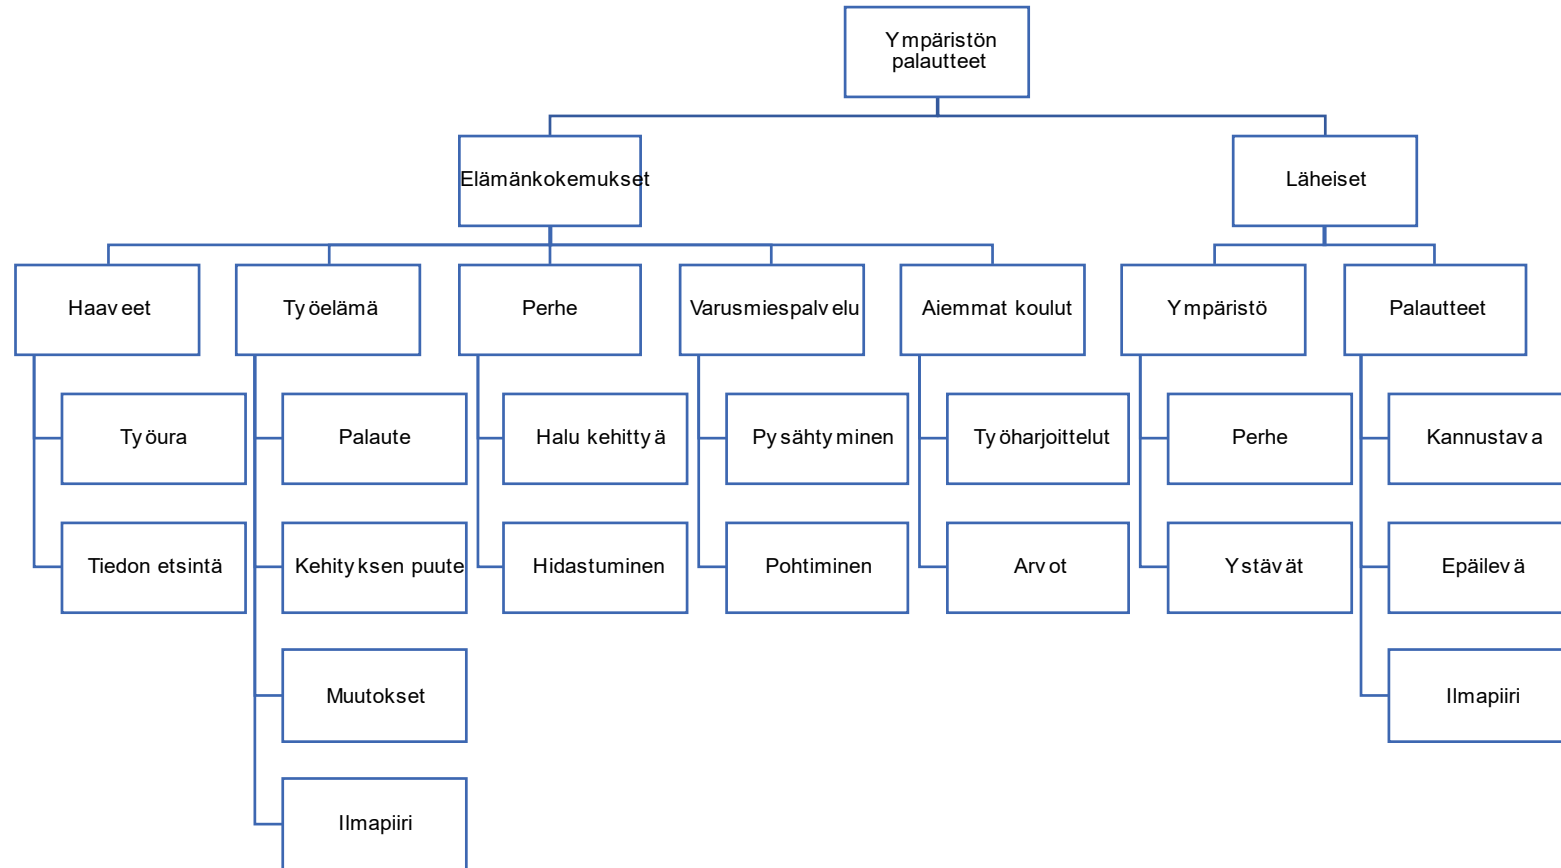 Ympäristön
palautteet
Elämänkokemukset
Läheiset
Haaveet
Työelämä
Perhe
Varusmiespalvelu
Aiemmat koulut
Ympäristö
Palautteet
Työura
Palaute
Halu kehittyä
Pysähtyminen
Työharjoittelut
Perhe
Kannustava
Tiedon etsintä
Kehityksen puute
Hidastuminen
Pohtiminen
Arvot
Ystävät
Epäilevä
Muutokset
Ilmapiiri
Ilmapiiri